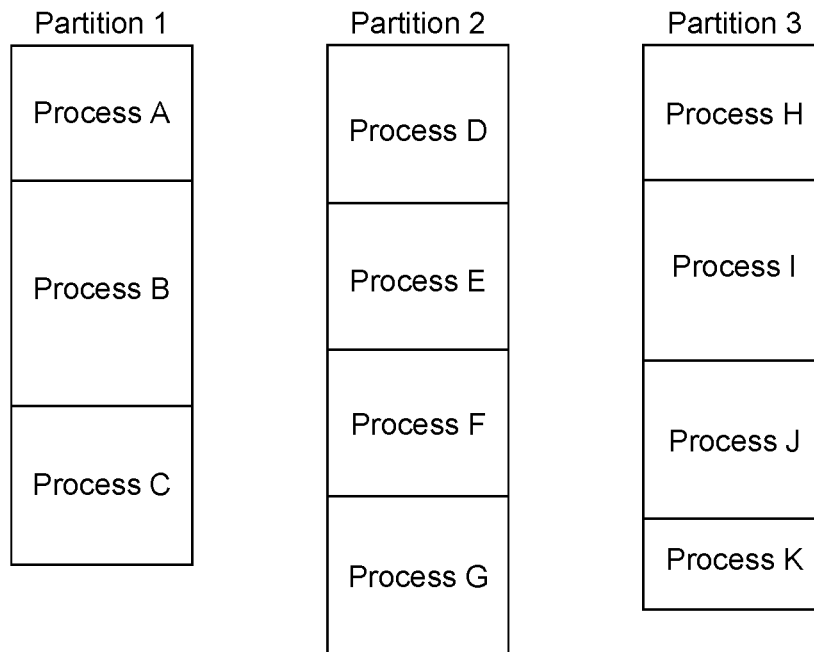 Partition 1
Process A
Process B
Process C
Partition 2
Process D
Process E
Process F
Process G
Partition 3
Process H
Process I
Process J
Process K